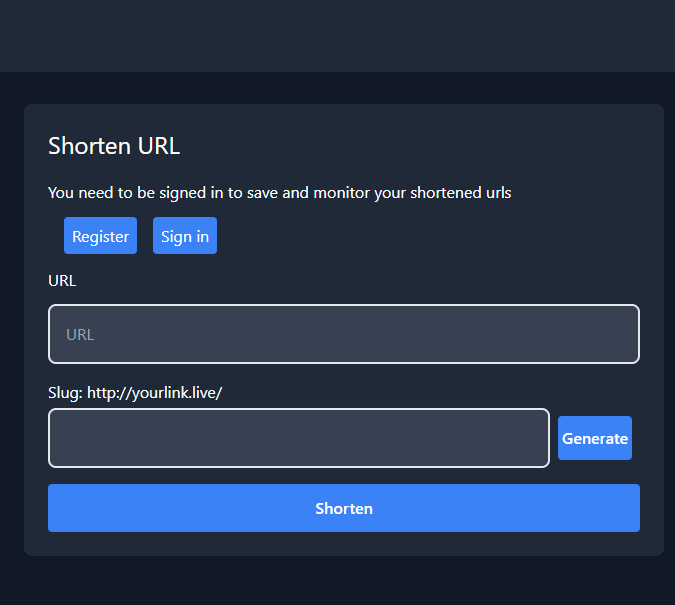 Shorten URL
You need to be signed in to save and monitor your shortened urls
Register Sign in
URL
URL
Slug: http://yourlink.live/
Generate
Shorten